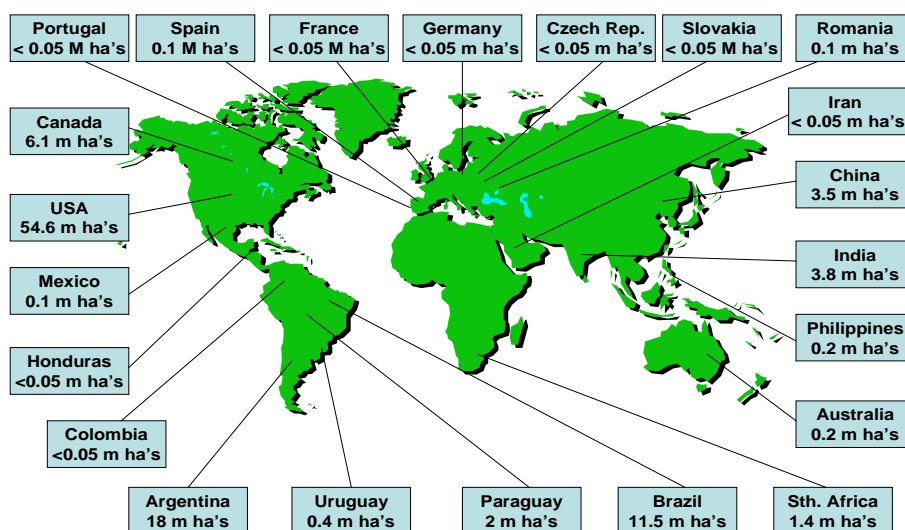 Portugal
< 0.05 M ha's
Spain
0.1 M ha's
France
< 0.05 M ha's
Germany
< 0.05 m ha's
Czech Rep.
< 0.05 m ha's
Slovakia
< 0.05 M ha's
Romania
0.1 m ha's
Iran
< 0.05 m ha's
Canada
6.1 m ha's
China
3.5 m ha's
USA
54.6 m ha's
India
3.8 m ha's
Mexico
0.1 m ha's
Philippines
0.2 m ha's
Honduras
<0.05 m ha's
Australia
0.2 m ha's
Colombia
<0.05 m ha's
Argentina
18 m ha's
Uruguay
0.4 m ha's
Paraguay
2 m ha's
Brazil
11.5 m ha's
Sth. Africa
1.4 m ha's